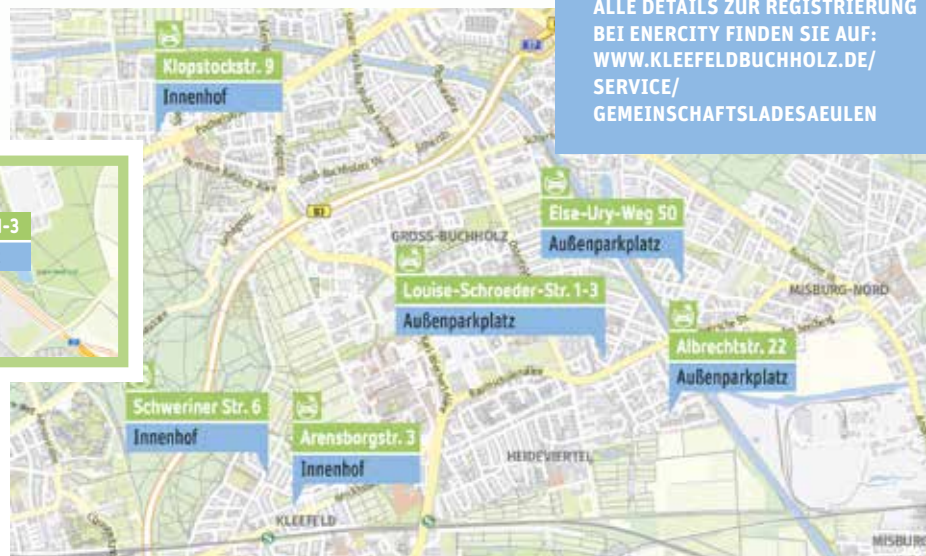 ALLE DETAILS ZUR REGISTRIERUNG
BEI ENERCITY FINDEN SIE AUF:
WWW.KLEEFELDBUCHHOLZ.DE/
SERVICE/
GEMEINSCHAFTSLADESAEULEN
Klopstockstr. 9
Innenhof
Else-Ury-Weg 50
Außenparkplatz
GROSS-BUCHHOLZ
Louise-Schroeder-Str. 1-3
Außenparkplatz
MISBURG-NORD
Albrechtstr. 22
Außenparkplatz
Schweriner Str. 6
Innenhof
Arensborgstr. 3
Innenhof
HEIDEVIERTEL
KLEEFELD
MISBURG
-3